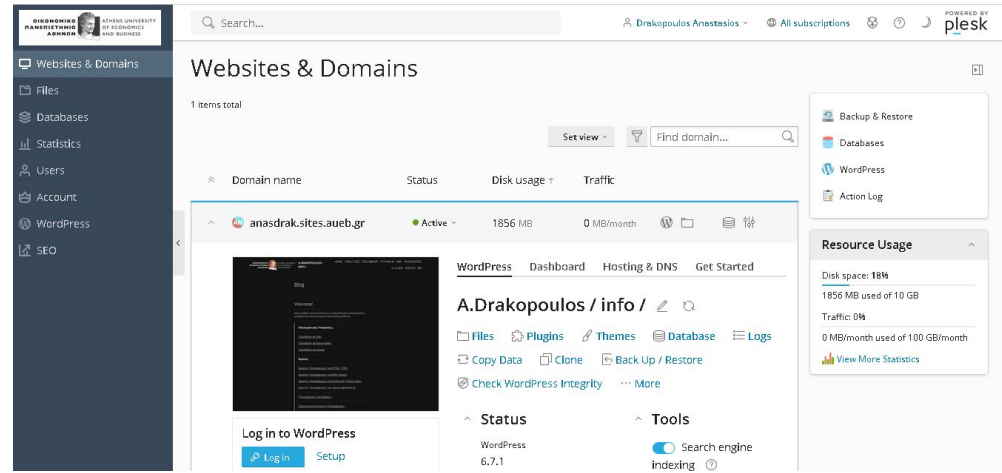 ΟΙΚΟΝΟΜΙΚΟ
ΠΑΝΕΠΙΣΤΗΜΙΟ
ΑΘΗΝΩΝ
ATHENS UNIVERSITY
OF ECONOMICS
AND BUSINESS
Search...
Drakopoulos Anastasios
All subscriptions
POWERED BY
plesk
Websites & Domains
Files
Databases
Statistics
Users
Account
WordPress
SEO
Websites & Domains
1 items total
Set view
Find domain...
Domain name Status Disk usage ↑ Traffic
anasdrak.sites.aueb.gr Active 1856 MB 0 MB/month
Blog
Welcome
WordPress Dashboard Hosting & DNS Get Started
A.Drakopoulos / info /
Files Plugins Themes Database Logs
Copy Data Clone Back Up / Restore
Check WordPress Integrity ··· More
Status
WordPress
6.7.1
Tools
Search engine
indexing
Log in to WordPress
Log in Setup
Backup & Restore
Databases
WordPress
Action Log
Resource Usage
Disk space: 18%
1856 MB used of 10 GB
Traffic: 0%
0 MB/month used of 100 GB/month
View More Statistics